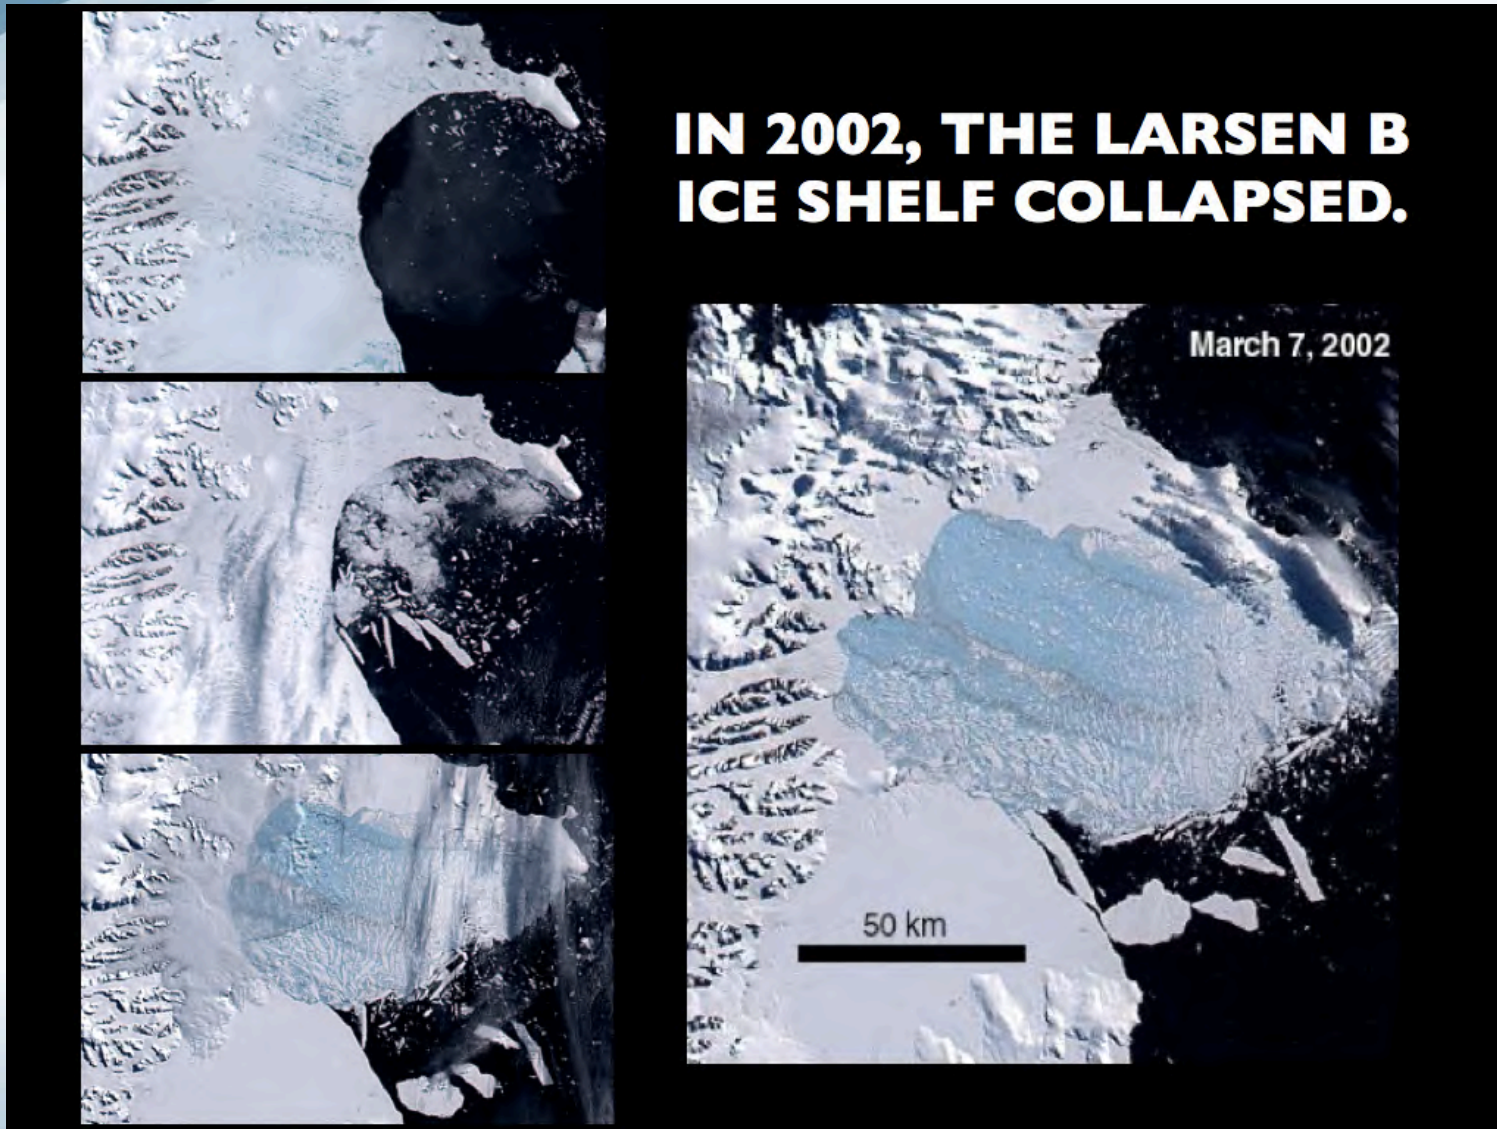 IN 2002, THE LARSEN B
ICE SHELF COLLAPSED.
March 7, 2002
50 km